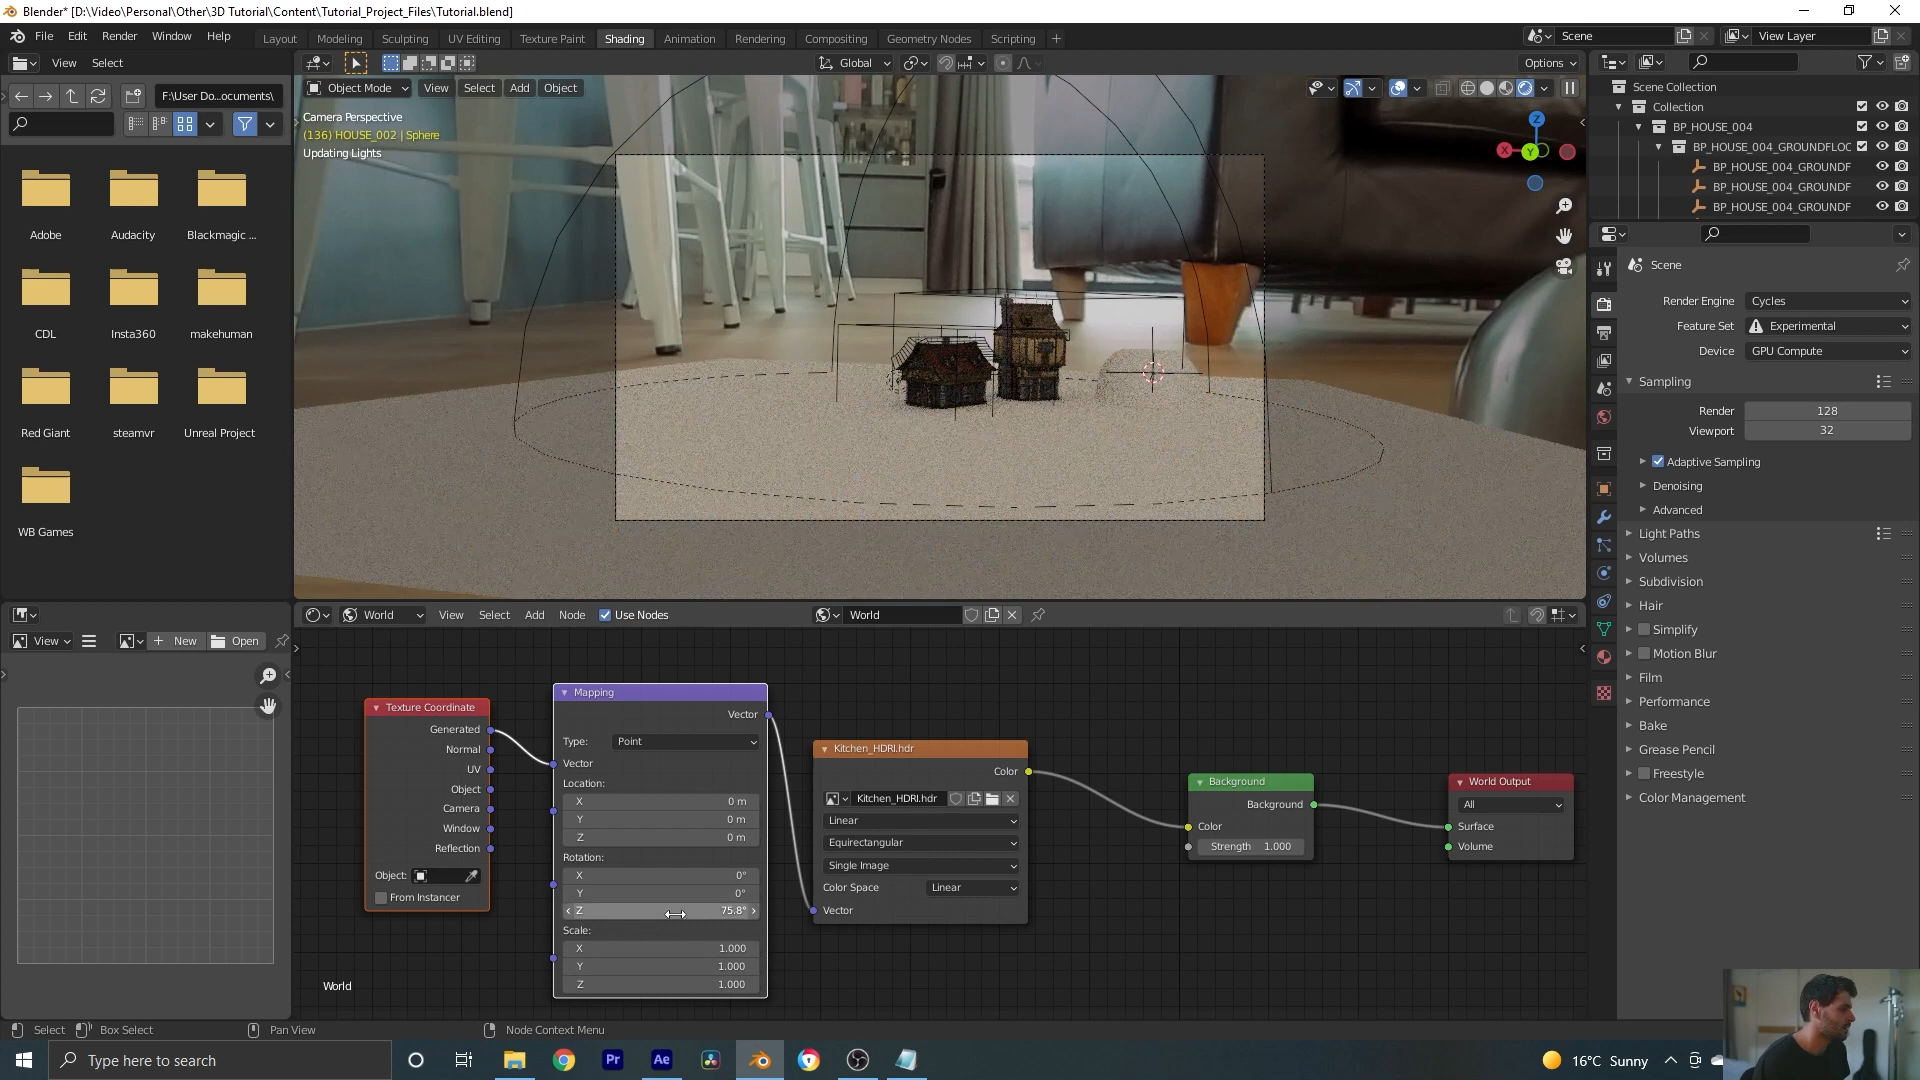 Blender* [D:\Video\Personal\Other\3D Tutorial\Content\Tutorial_Project_Files\Tutorial.blend]
File Edit Render Window Help Layout Modeling Sculpting UV Editing Texture Paint Shading Animation Rendering Compositing Geometry Nodes Scripting + Scene View Layer
View Select Global Options
F:\User Do...ocuments\ Object Mode View Select Add Object
Camera Perspective
(136) HOUSE_002 | Sphere
Updating Lights
Z
X
Y
Adobe Audacity Blackmagic ...
CDL Insta360 makehuman
Red Giant steamvr Unreal Project
WB Games
Scene Collection
Collection
BP_HOUSE_004
BP_HOUSE_004_GROUNDFLOC
BP_HOUSE_004_GROUNDF
BP_HOUSE_004_GROUNDF
BP_HOUSE_004_GROUNDF
Scene
Render Engine Cycles
Feature Set Experimental
Device GPU Compute
Sampling
Render 128
Viewport 32
Adaptive Sampling
Denoising
Advanced
Light Paths
Volumes
Subdivision
Hair
Simplify
Motion Blur
Film
Performance
Bake
Grease Pencil
Freestyle
Color Management
World View Select Add Node Use Nodes World
View + New Open
Texture Coordinate
Generated
Normal
UV
Object
Camera
Window
Reflection
Object:
From Instancer
Mapping
Vector
Type: Point
Vector
Location:
X 0 m
Y 0 m
Z 0 m
Rotation:
X 0°
Y 0°
Z 75.8°
Scale:
X 1.000
Y 1.000
Z 1.000
Kitchen_HDRI.hdr
Color
Kitchen_HDRI.hdr
Linear
Equirectangular
Single Image
Color Space Linear
Vector
Background
Background
Color
Strength 1.000
World Output
All
Surface
Volume
World
Select Box Select Pan View Node Context Menu
Type here to search Pr Ae 16°C Sunny